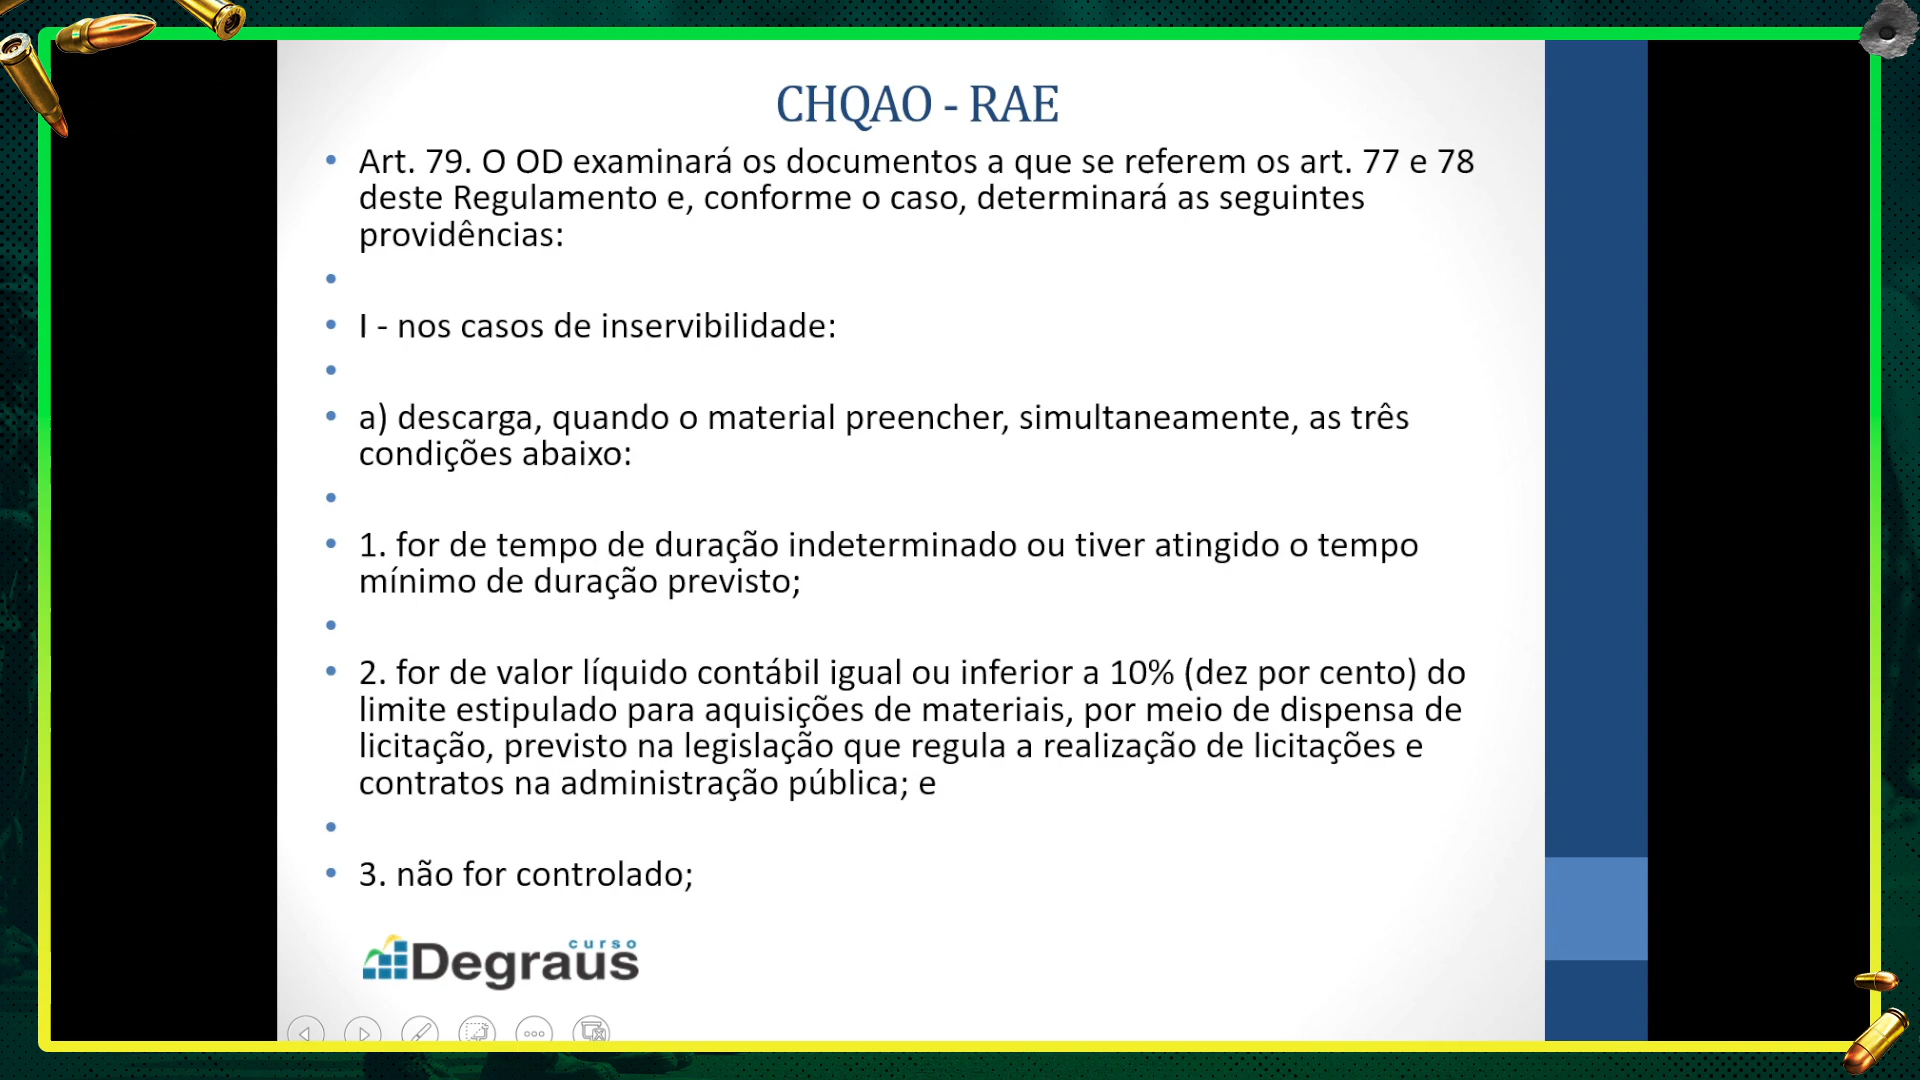 CHQAO - RAE
• Art. 79. O OD examinará os documentos a que se referem os art. 77 e 78
deste Regulamento e, conforme o caso, determinará as seguintes
providências:
•
• I - nos casos de inservibilidade:
•
• a) descarga, quando o material preencher, simultaneamente, as três
condições abaixo:
•
• 1. for de tempo de duração indeterminado ou tiver atingido o tempo
mínimo de duração previsto;
•
• 2. for de valor líquido contábil igual ou inferior a 10% (dez por cento) do
limite estipulado para aquisições de materiais, por meio de dispensa de
licitação, previsto na legislação que regula a realização de licitações e
contratos na administração pública; e
•
• 3. não for controlado;
curso
Degraus